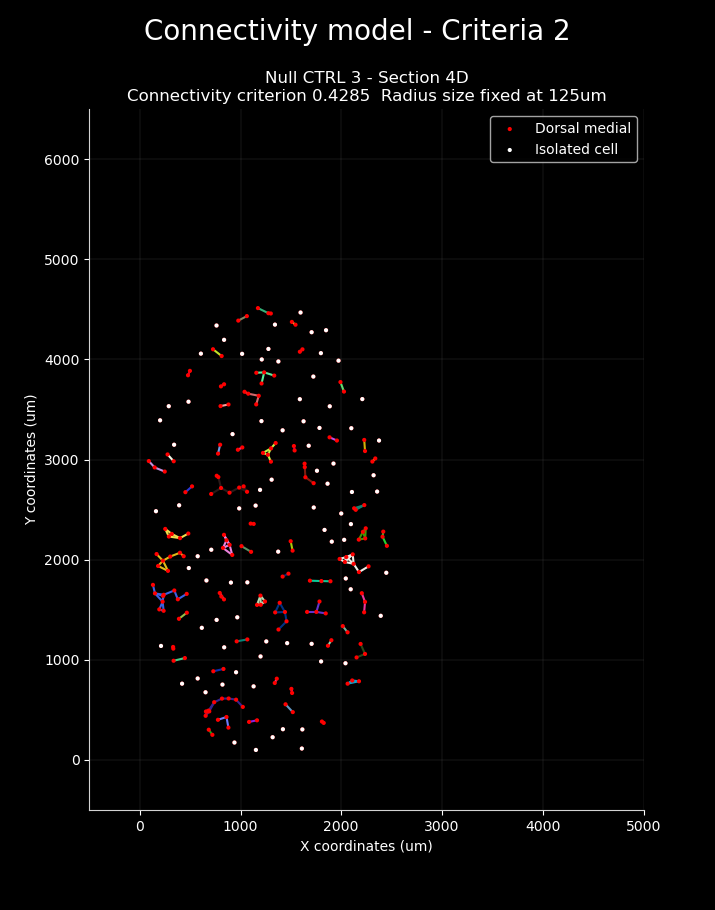 Connectivity model - Criteria 2
Null CTRL 3 - Section 4D
Connectivity criterion 0.4285  Radius size fixed at 125um
Dorsal medial
Isolated cell
6000
5000
4000
3000
2000
1000
0
Y coordinates (um)
0 1000 2000 3000 4000 5000
X coordinates (um)